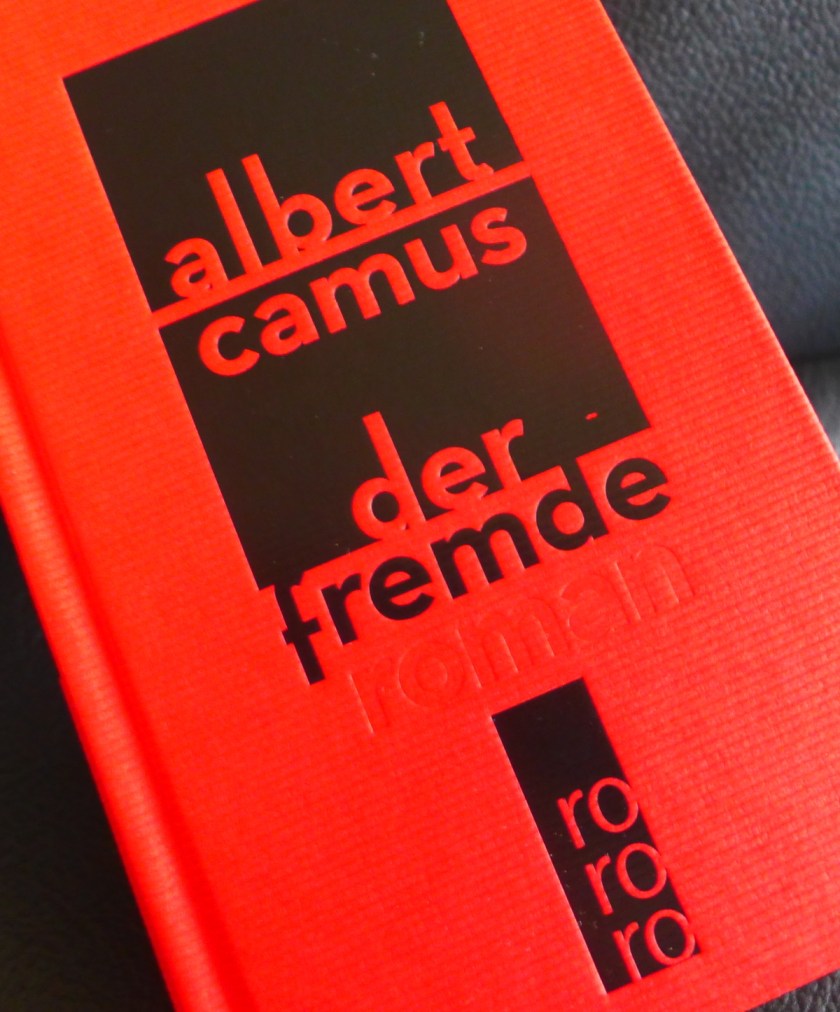 albert
camus
der
fremde
roman
ro
ro
ro